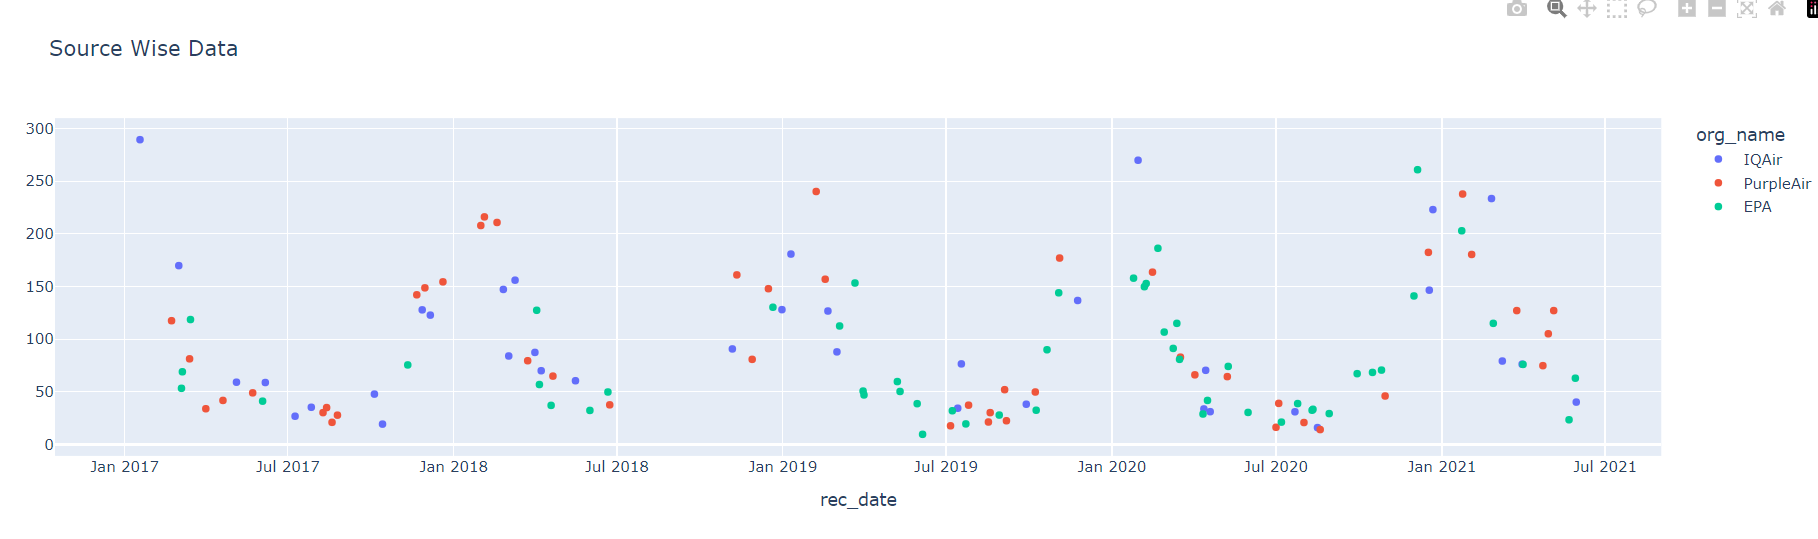 Source Wise Data
300
250
200
150
100
50
0
Jan 2017 Jul 2017 Jan 2018 Jul 2018 Jan 2019 Jul 2019 Jan 2020 Jul 2020 Jan 2021 Jul 2021
rec_date
org_name
IQAir
PurpleAir
EPA